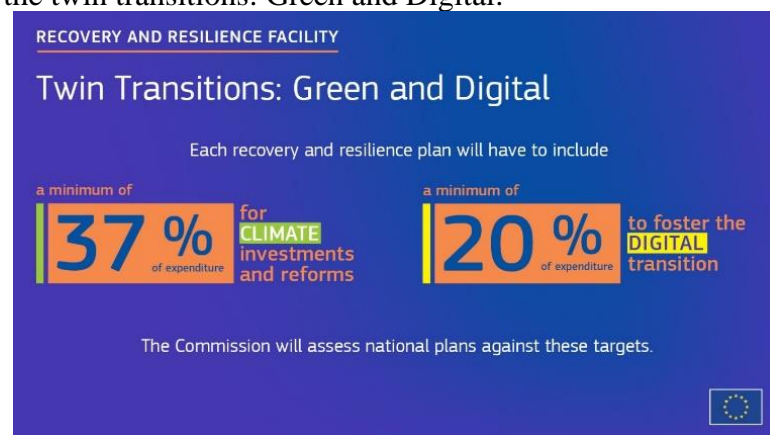 the twin transitions: Green and Digital.
RECOVERY AND RESILIENCE FACILITY
Twin Transitions: Green and Digital
Each recovery and resilience plan will have to include
a minimum of
37 %
of expenditure
for
CLIMATE
investments
and reforms
a minimum of
20 %
of expenditure
to foster the
DIGITAL
transition
The Commission will assess national plans against these targets.